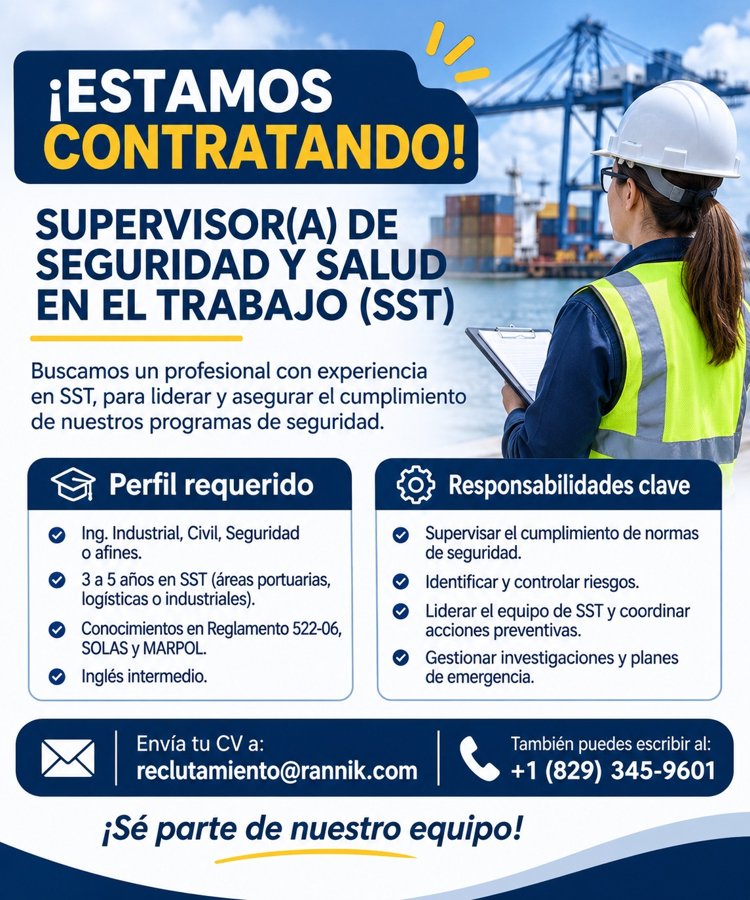 ¡ESTAMOS
CONTRATANDO!
SUPERVISOR(A) DE
SEGURIDAD Y SALUD
EN EL TRABAJO (SST)
Buscamos un profesional con experiencia
en SST, para liderar y asegurar el cumplimiento
de nuestros programas de seguridad.
Perfil requerido
Ing. Industrial, Civil, Seguridad
o afines.
3 a 5 años en SST (áreas portuarias,
logísticas o industriales).
Conocimientos en Reglamento 522-06,
SOLAS y MARPOL.
Inglés intermedio.
Responsabilidades clave
Supervisar el cumplimiento de normas
de seguridad.
Identificar y controlar riesgos.
Liderar el equipo de SST y coordinar
acciones preventivas.
Gestionar investigaciones y planes
de emergencia.
Envía tu CV a:
reclutamiento@rannik.com
También puedes escribir al:
+1 (829) 345-9601
¡Sé parte de nuestro equipo!